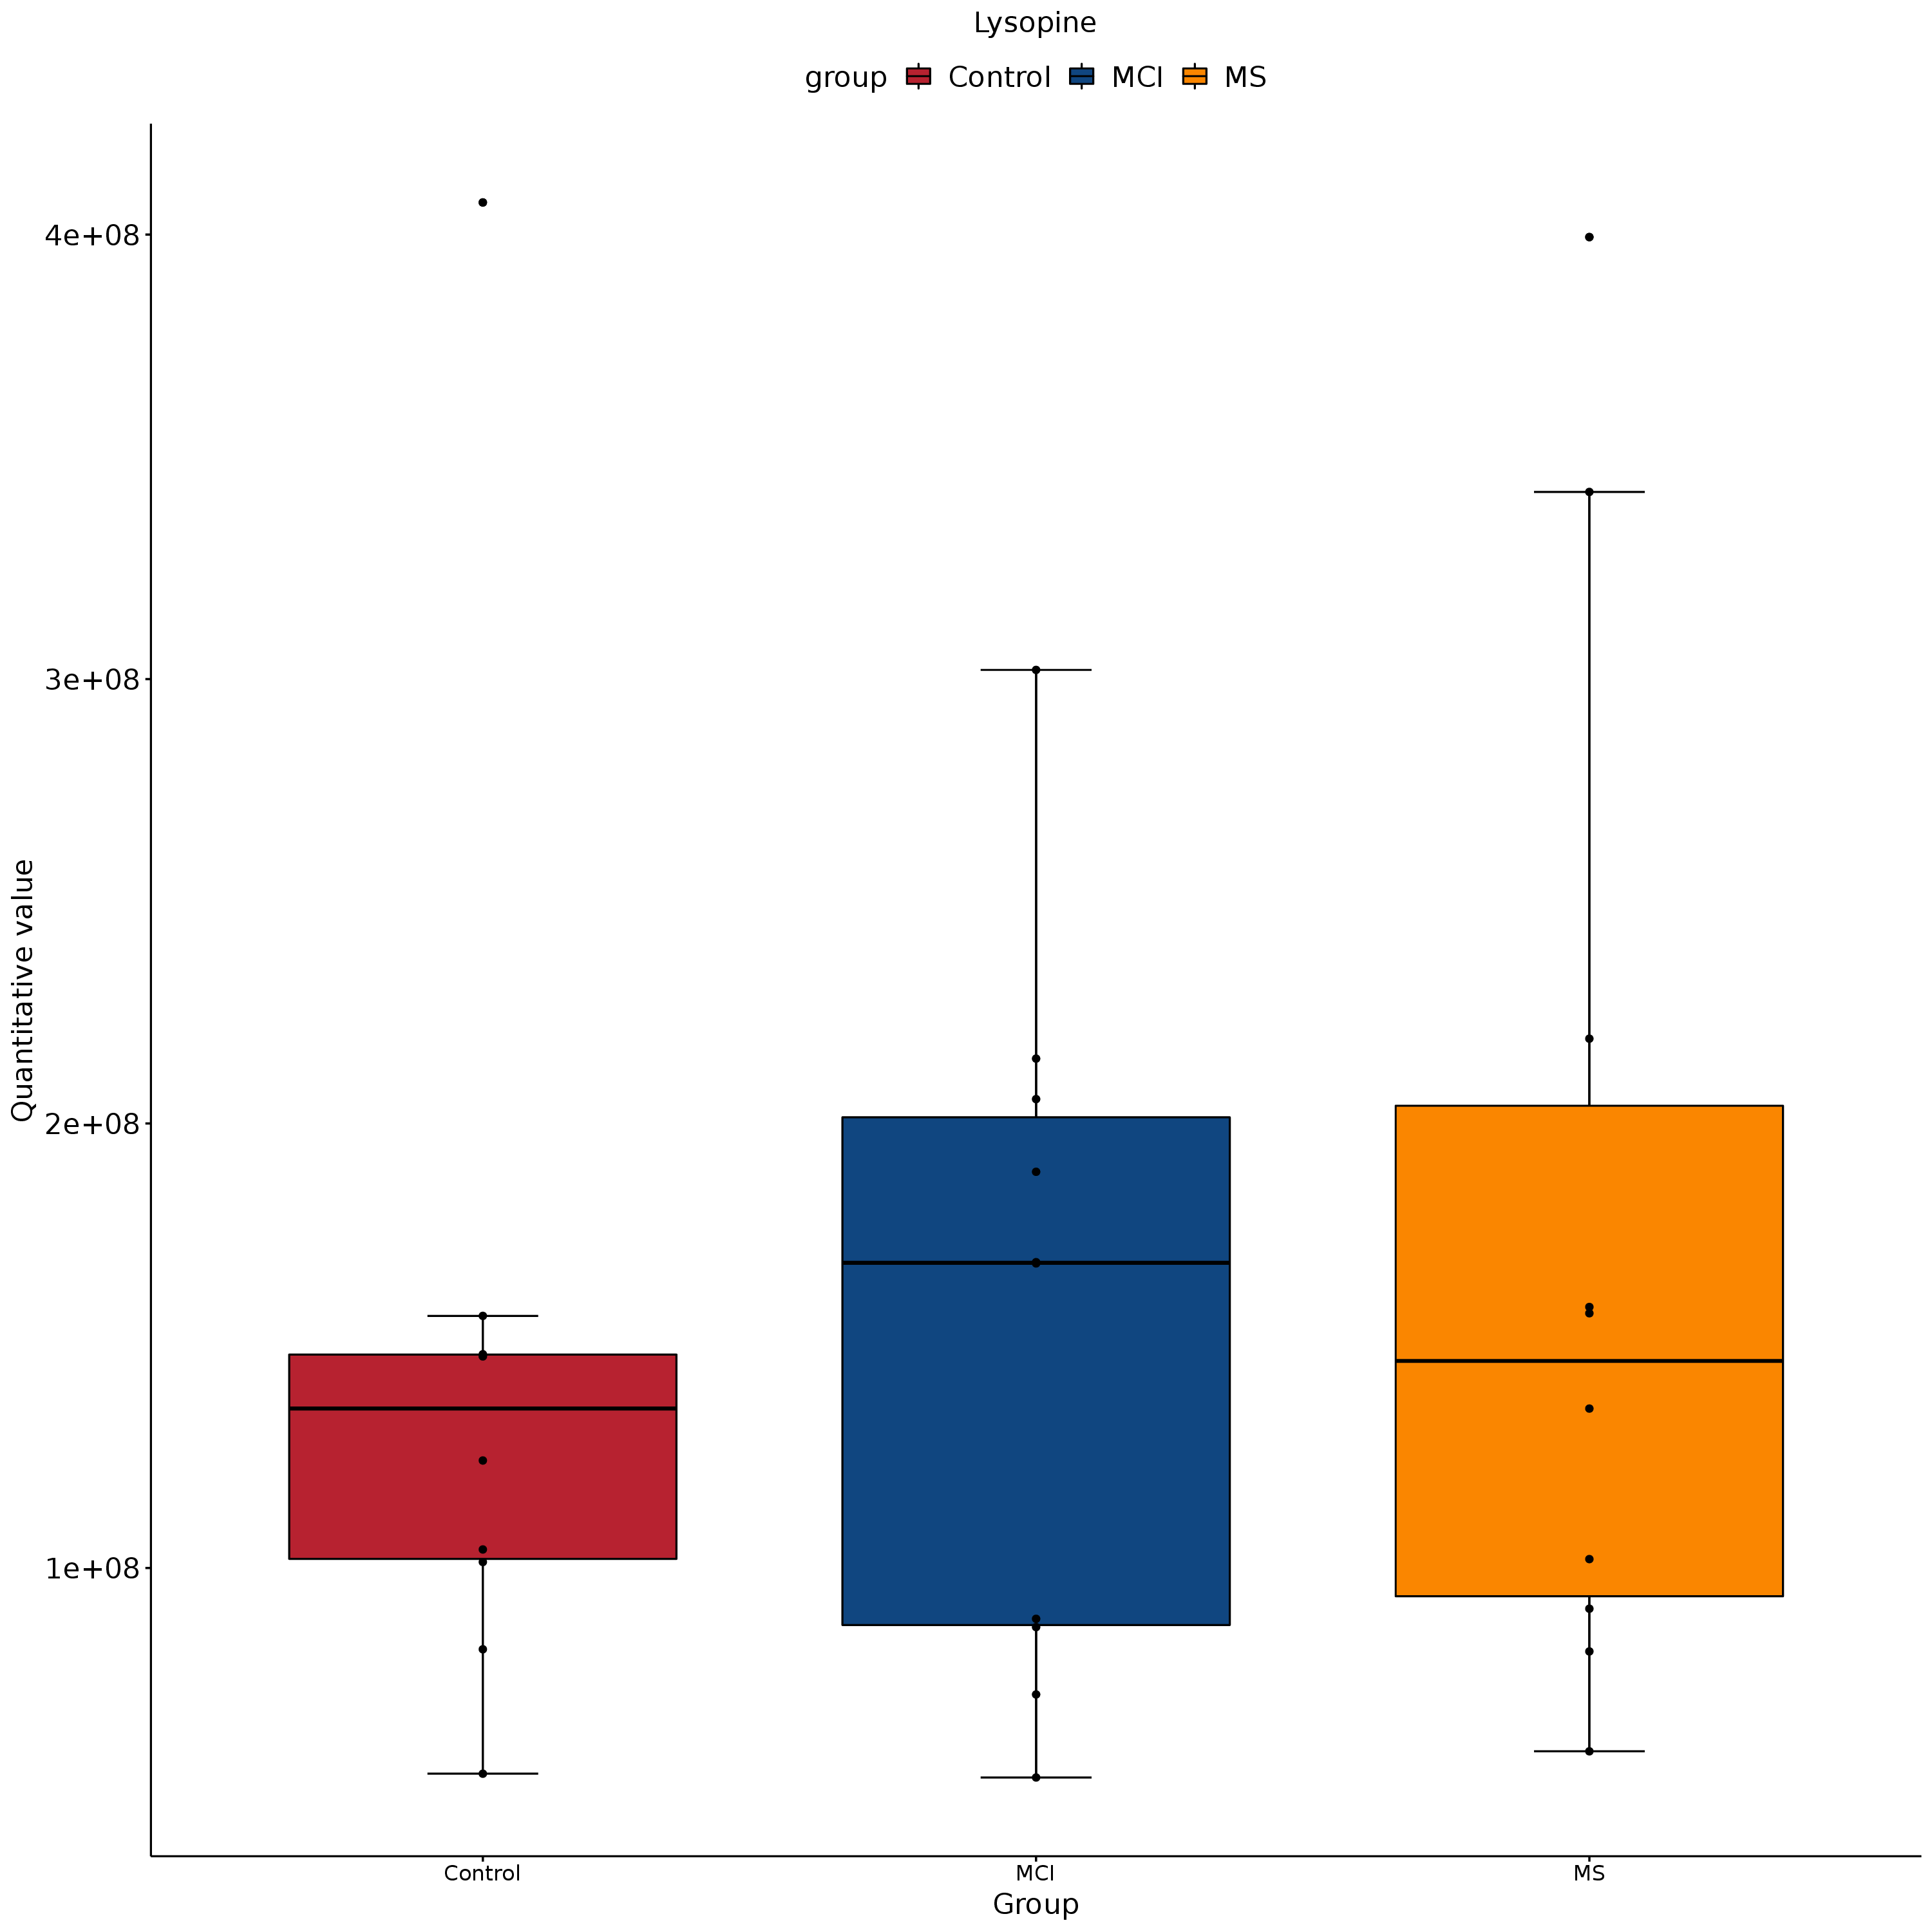 Lysopine
group Control MCI MS
4e+08
3e+08
2e+08
1e+08
Quantitative value
Control MCI MS
Group